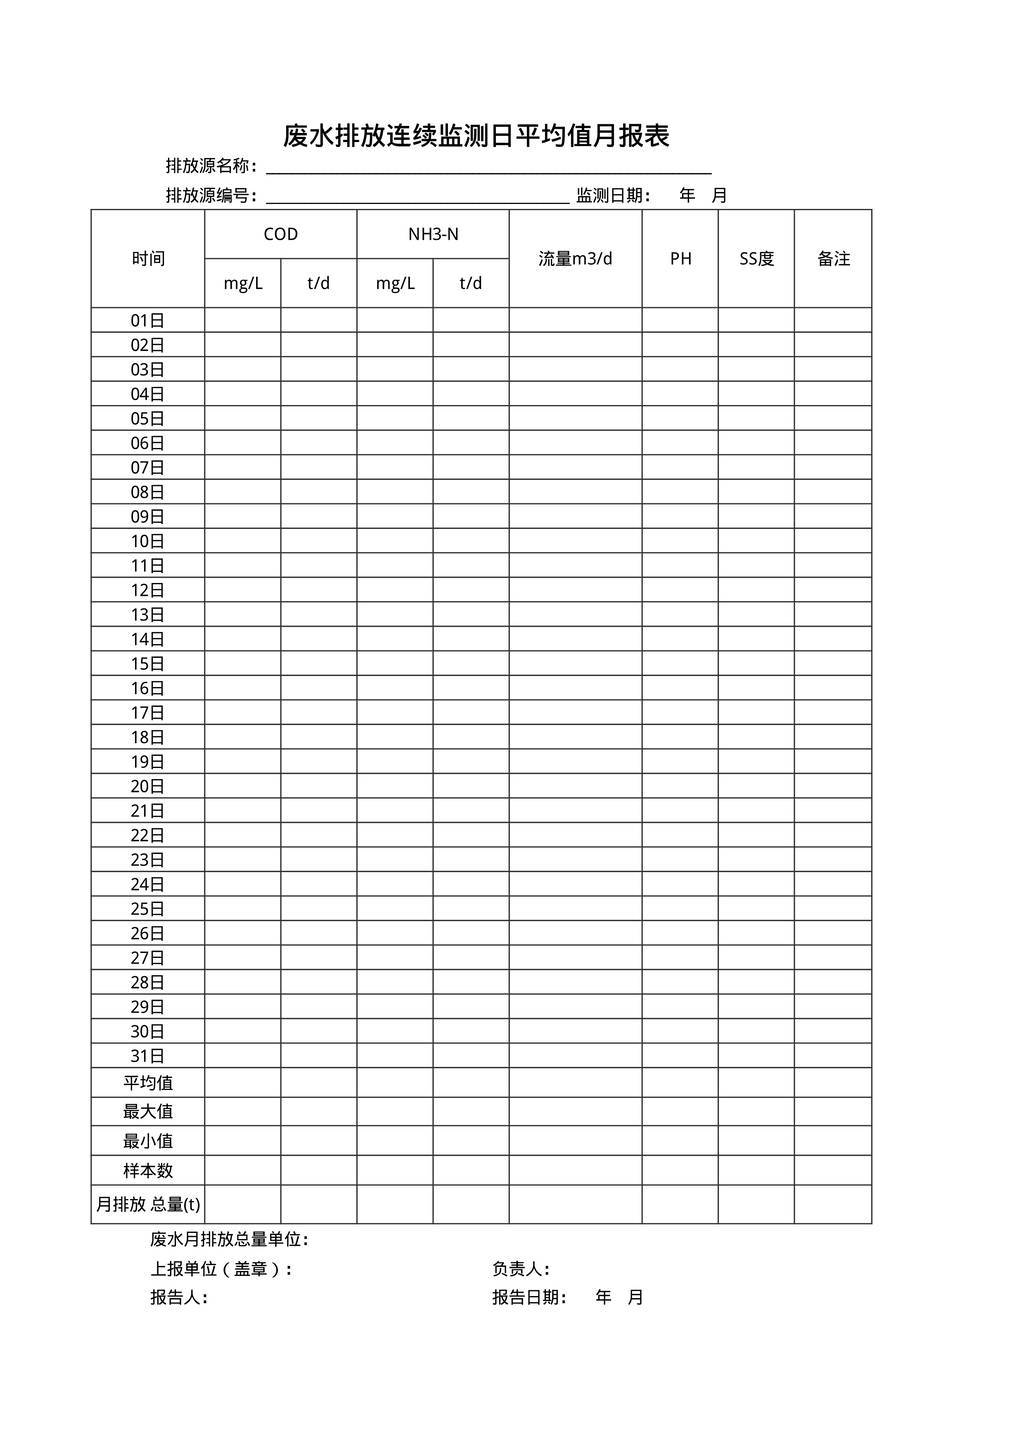 废水排放连续监测日平均值月报表
排放源名称：
排放源编号： 监测日期： 年 月
时间 COD NH3-N 流量m3/d PH SS度 备注
mg/L t/d mg/L t/d
01日
02日
03日
04日
05日
06日
07日
08日
09日
10日
11日
12日
13日
14日
15日
16日
17日
18日
19日
20日
21日
22日
23日
24日
25日
26日
27日
28日
29日
30日
31日
平均值
最大值
最小值
样本数
月排放 总量(t)
废水月排放总量单位：
上报单位（盖章）： 负责人：
报告人： 报告日期： 年 月